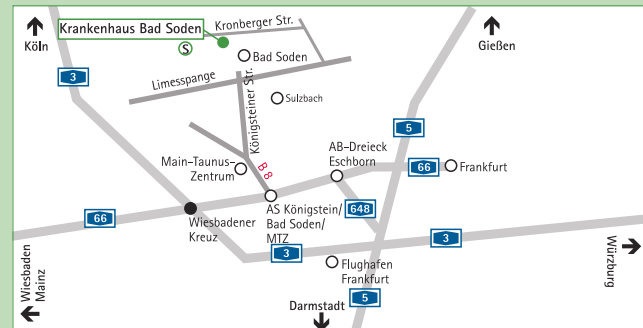 Köln
Krankenhaus Bad Soden
Kronberger Str.
Gießen
S
Bad Soden
3
Limesspange
Königsteiner Str.
Sulzbach
5
AB-Dreieck
Eschborn
Main-Taunus-
Zentrum
B 8
66
Frankfurt
648
66
Wiesbadener
Kreuz
AS Königstein/
Bad Soden/
MTZ
3
3
Würzburg
Wiesbaden
Mainz
Flughafen
Frankfurt
5
Darmstadt